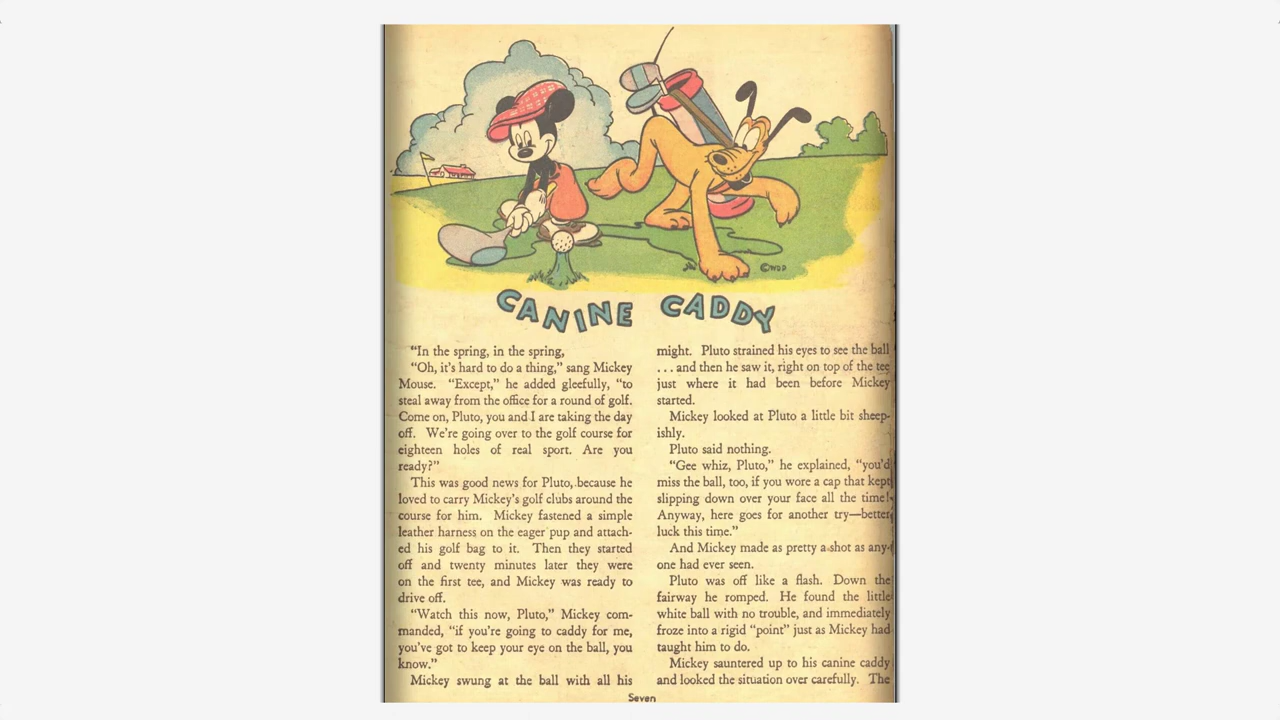 ©WDP
CANINE CADDY
“In the spring, in the spring,
“Oh, it’s hard to do a thing,” sang Mickey
Mouse. “Except,” he added gleefully, “to
steal away from the office for a round of golf.
Come on, Pluto, you and I are taking the day
off. We’re going over to the golf course for
eighteen holes of real sport. Are you
ready?”
This was good news for Pluto, because he
loved to carry Mickey’s golf clubs around the
course for him. Mickey fastened a simple
leather harness on the eager pup and attach-
ed his golf bag to it. Then they started
off and twenty minutes later they were
on the first tee, and Mickey was ready to
drive off.
“Watch this now, Pluto,” Mickey com-
manded, “if you’re going to caddy for me,
you’ve got to keep your eye on the ball, you
know.”
Mickey swung at the ball with all his
might. Pluto strained his eyes to see the ball
. . . and then he saw it, right on top of the tee
just where it had been before Mickey
started.
Mickey looked at Pluto a little bit sheep-
ishly.
Pluto said nothing.
“Gee whiz, Pluto,” he explained, “you’d
miss the ball, too, if you wore a cap that kept
slipping down over your face all the time!
Anyway, here goes for another try—better
luck this time.”
And Mickey made as pretty a shot as any-
one had ever seen.
Pluto was off like a flash. Down the
fairway he romped. He found the little
white ball with no trouble, and immediately
froze into a rigid “point” just as Mickey had
taught him to do.
Mickey sauntered up to his canine caddy
and looked the situation over carefully. The
Seven